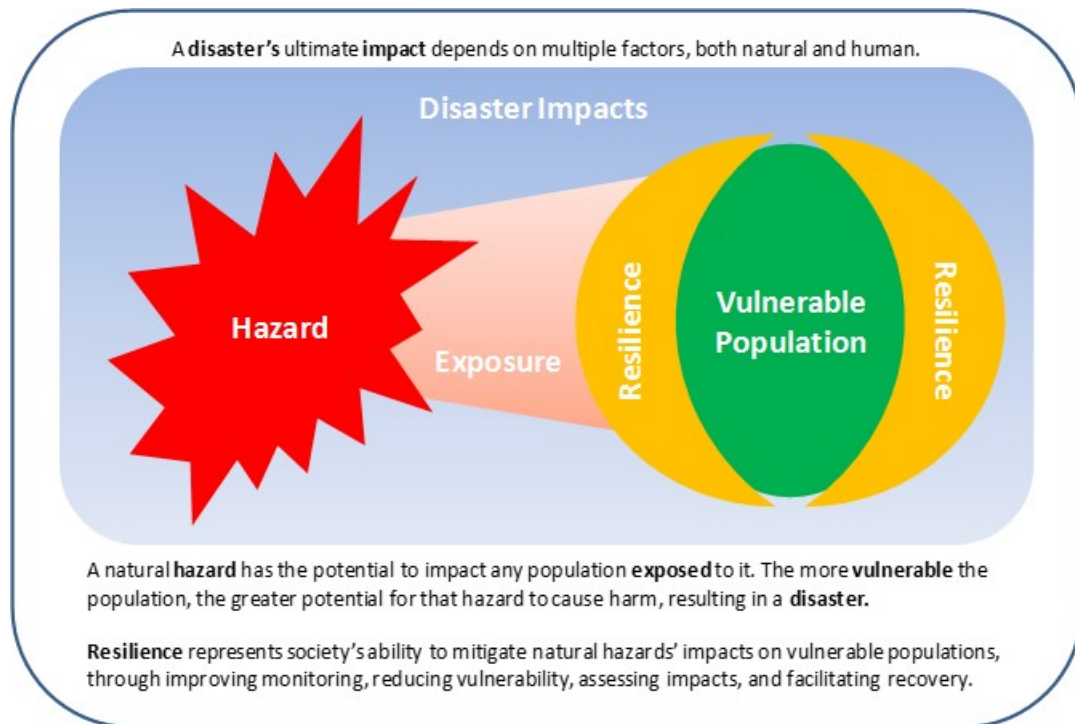 A disaster's ultimate impact depends on multiple factors, both natural and human.
Disaster Impacts
Hazard
Exposure
Resilience
Vulnerable
Population
Resilience
A natural hazard has the potential to impact any population exposed to it. The more vulnerable the
population, the greater potential for that hazard to cause harm, resulting in a disaster.
Resilience represents society's ability to mitigate natural hazards' impacts on vulnerable populations,
through improving monitoring, reducing vulnerability, assessing impacts, and facilitating recovery.